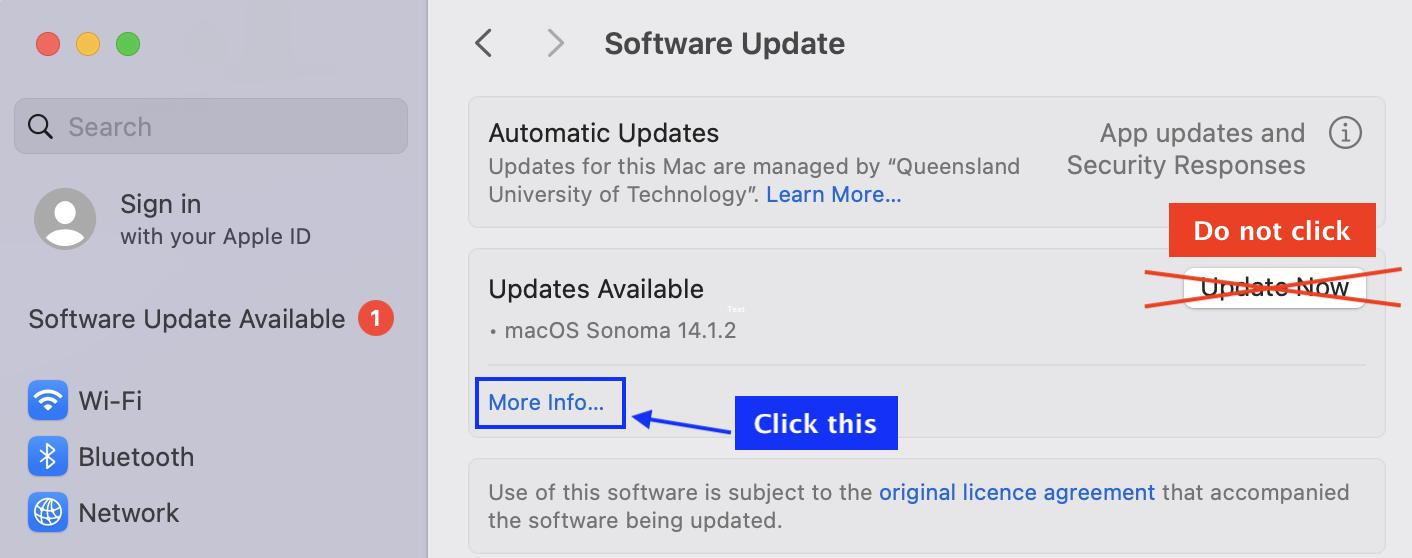 Software Update
Search
Automatic Updates
App updates and
Security Responses
Updates for this Mac are managed by “Queensland
University of Technology”. Learn More...
Sign in
with your Apple ID
Do not click
Updates Available
Update Now
Text
• macOS Sonoma 14.1.2
Software Update Available 1
More Info...
Click this
Wi-Fi
Bluetooth
Network
Use of this software is subject to the original licence agreement that accompanied
the software being updated.